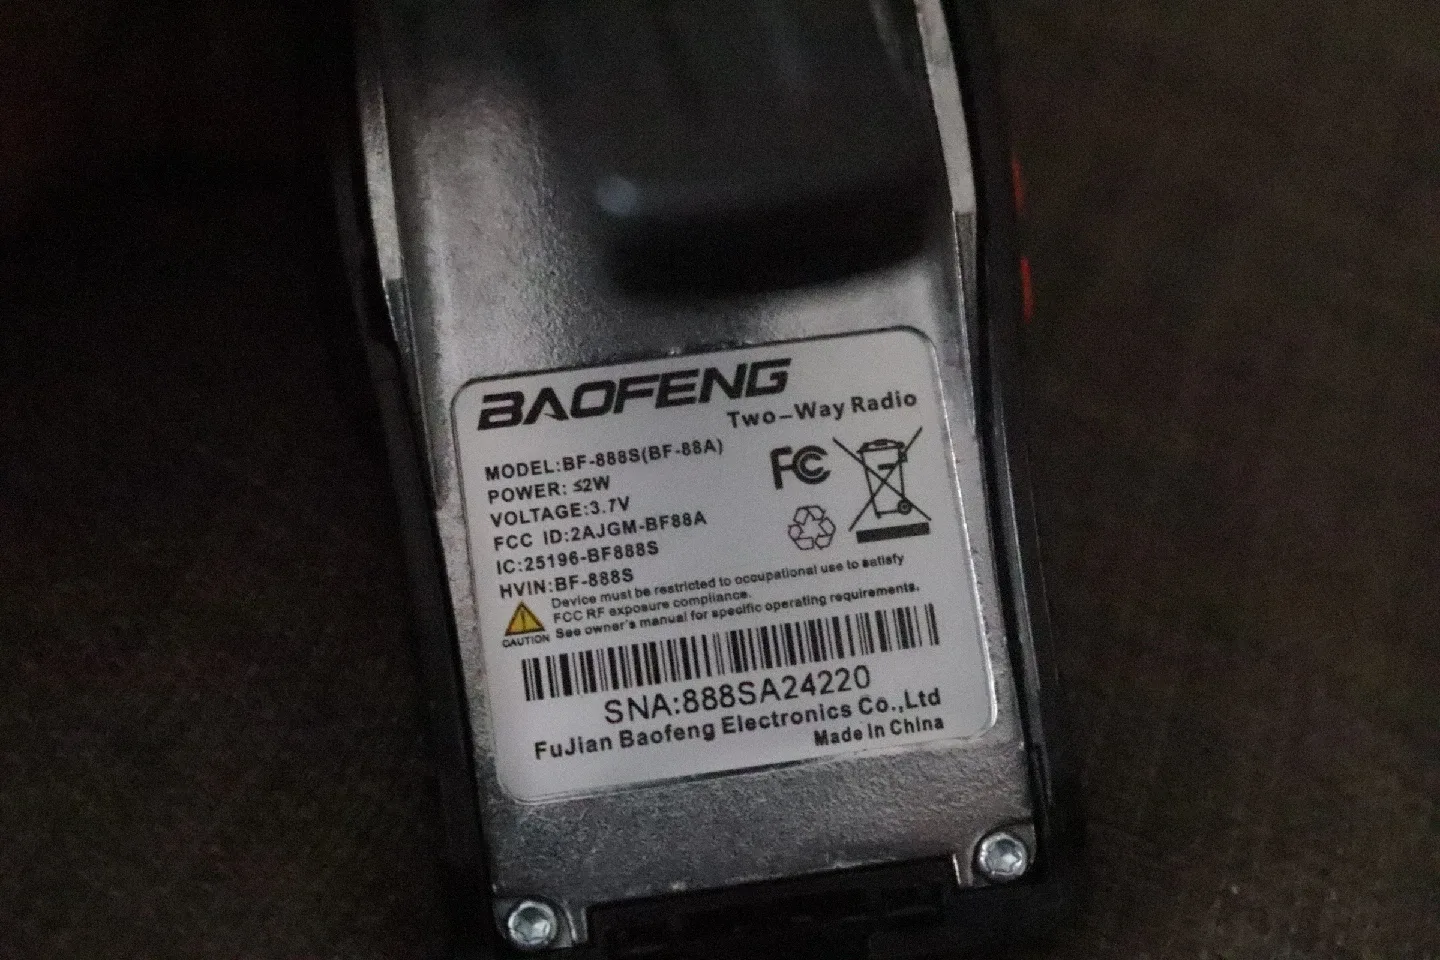 BAOFENG
Two-Way Radio
MODEL:BF-888S(BF-88A)
POWER: ≤2W
VOLTAGE:3.7V
FCC ID:2AJGM-BF88A
IC:25196-BF888S
HVIN:BF-888S
FC
CAUTION
Device must be restricted to occupational use to satisfy
FCC RF exposure compliance.
See owner's manual for specific operating requirements.
SNA:888SA24220
FuJian Baofeng Electronics Co.,Ltd
Made In China